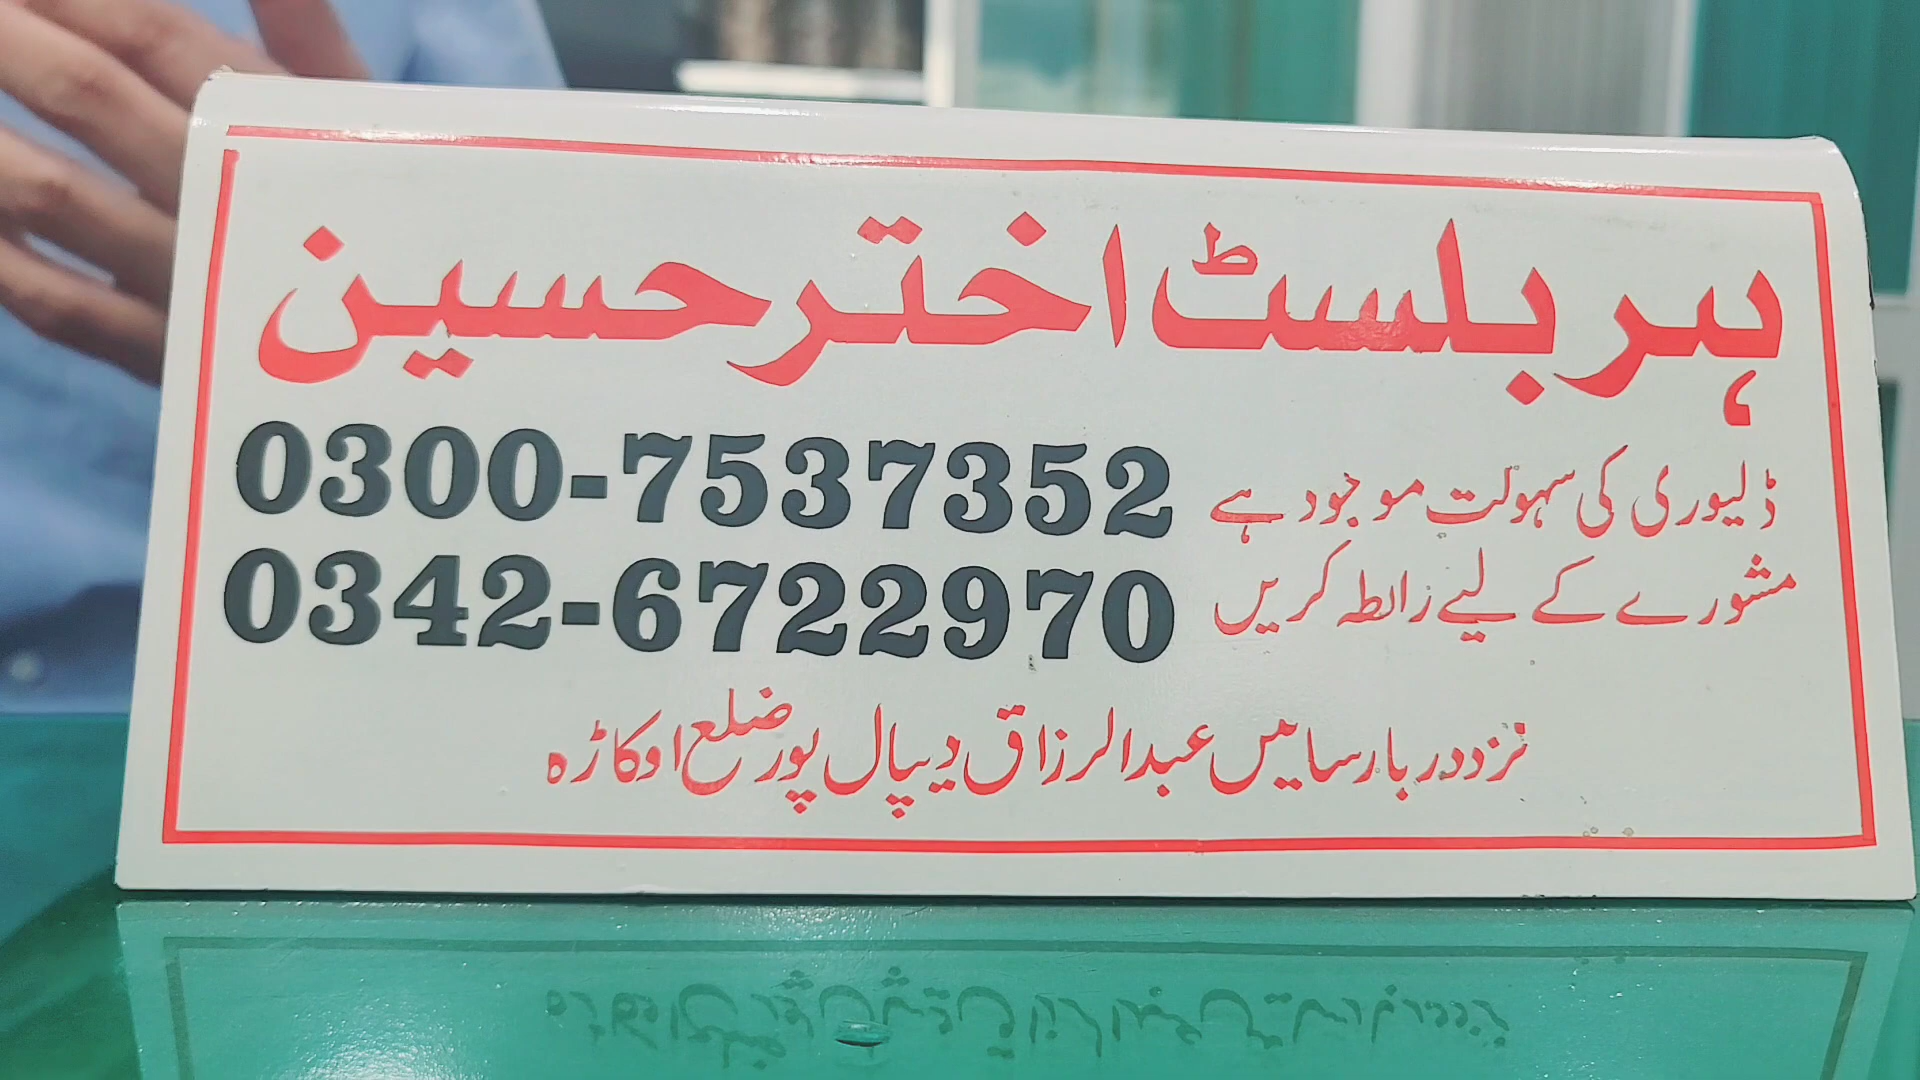 ہربلسٹ اختر حسین
0300-7537352
ڈلیوری کی سہولت موجود ہے
0342-6722970
مشورے کے لیے رابطہ کریں
نزد دربار سائیں عبدالرزاق دیپال پور ضلع اوکاڑہ